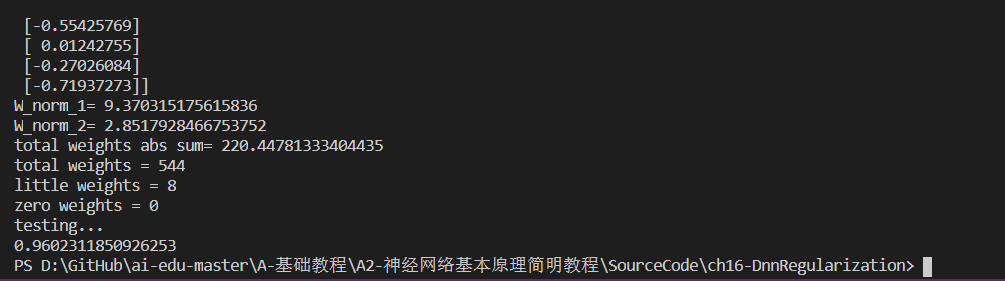 [-0.55425769]
[ 0.01242755]
[-0.27026084]
[-0.71937273]]
W_norm_1= 9.370315175615836
W_norm_2= 2.8517928466753752
total weights abs sum= 220.44781333404435
total weights = 544
little weights = 8
zero weights = 0
testing...
0.9602311850926253
PS D:\GitHub\ai-edu-master\A-基础教程\A2-神经网络基本原理简明教程\SourceCode\ch16-DnnRegularization>